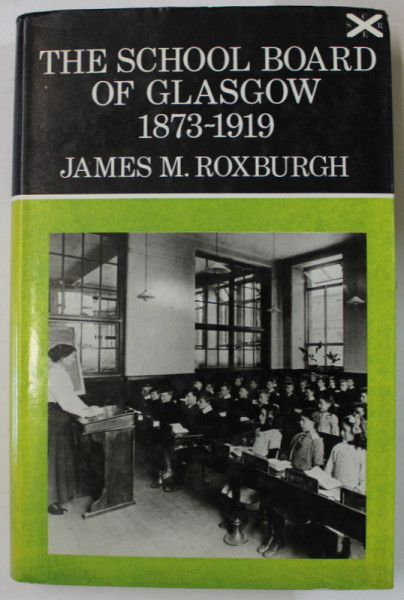 THE SCHOOL BOARD
OF GLASGOW
1873-1919
JAMES M. ROXBURGH